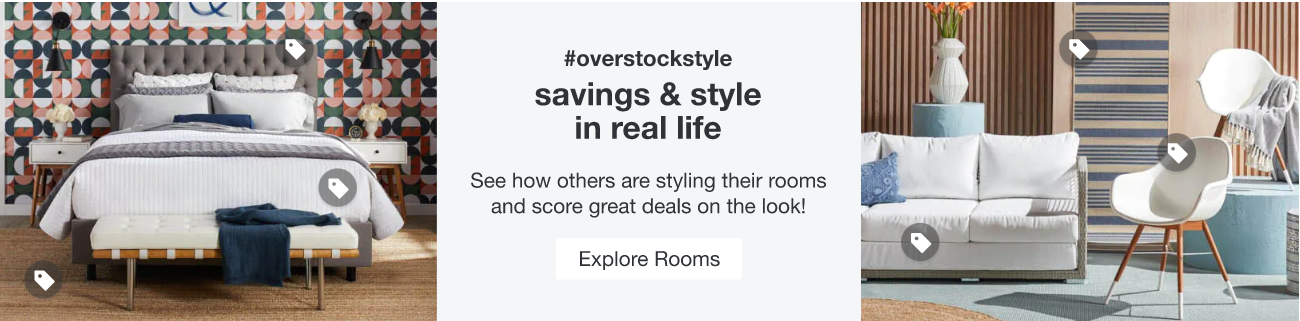 #overstockstyle
savings & style
in real life
See how others are styling their rooms
and score great deals on the look!
Explore Rooms